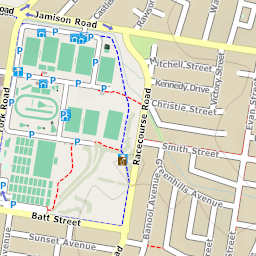 Road
Jamison Road
Mitchell Street
Kennedy Drive
Victory Street
Christie Street
Racecourse Road
York Road
Evan Street
Smith Street
Greenhills Avenue
Banool Avenue
Batt Street
Sunset Avenue